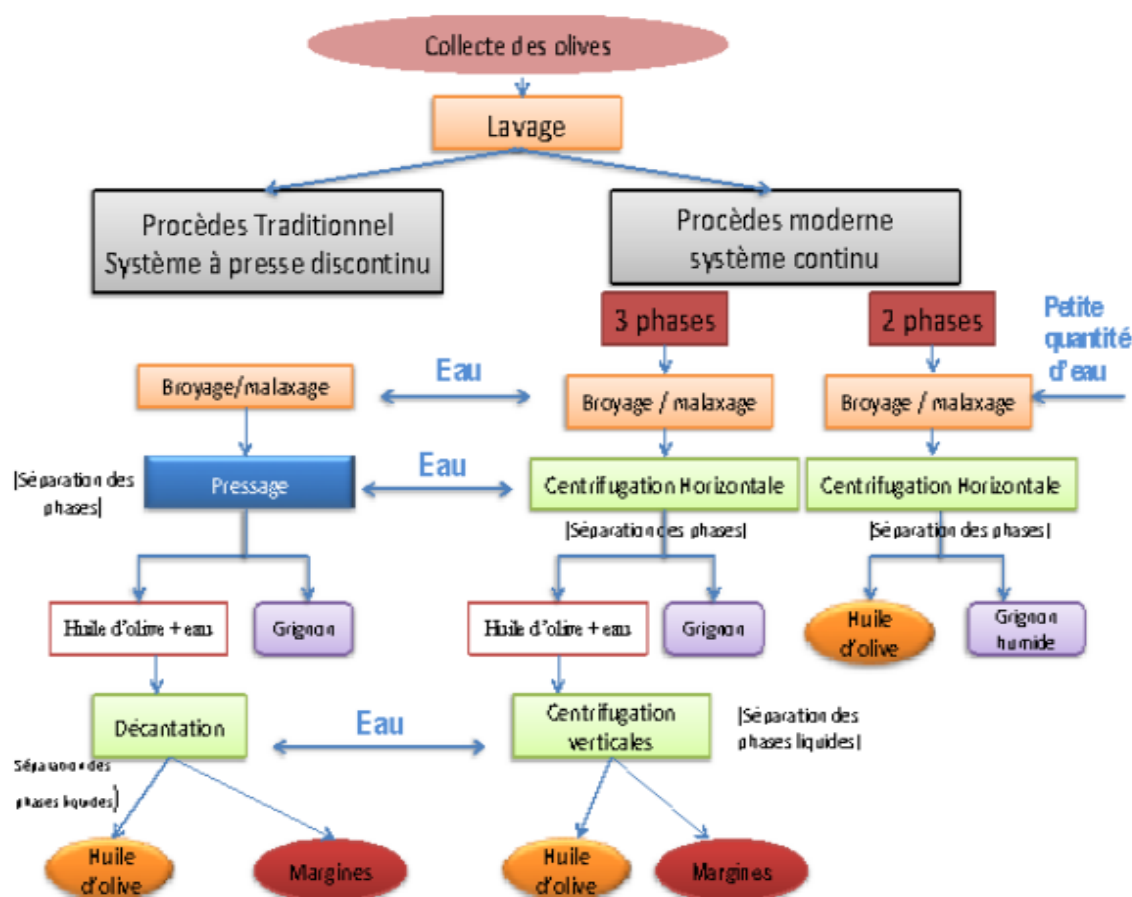 Collecte des olives
Lavage
Procèdes Traditionnel
Système à presse discontinu
Procèdes moderne
système continu
3 phases
2 phases
Petite
quantité
d'eau
Broyage/malaxage
Eau
Broyage / malaxage
Broyage / malaxage
|Séparation des
phases|
Pressage
Eau
Centrifugation Horizontale
Centrifugation Horizontale
|Séparation des phases|
|Séparation des phases|
Huile d'olive + eau
Grignon
Huile d'olive + eau
Grignon
Huile
d'olive
Grignon
humide
Décantation
Eau
Centrifugation
verticales
|Séparation des
phases liquides|
Séparation des
phases liquides)
Huile
d'olive
Margines
Huile
d'olive
Margines